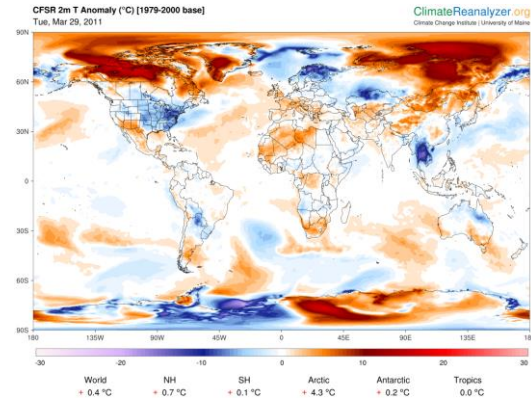 CFSR 2m T Anomaly (°C) [1979-2000 base]
Tue, Mar 29, 2011
ClimateReanalyzer.org
Climate Change Institute | University of Maine
90N
60N
30N
0
30S
60S
90S
180 135W 90W 45W 0 45E 90E 135E 18
-30 -20 -10 0 10 20 30
World NH SH Arctic Antarctic Tropics
+ 0.4 °C + 0.7 °C + 0.1 °C + 4.3 °C + 0.2 °C 0.0 °C